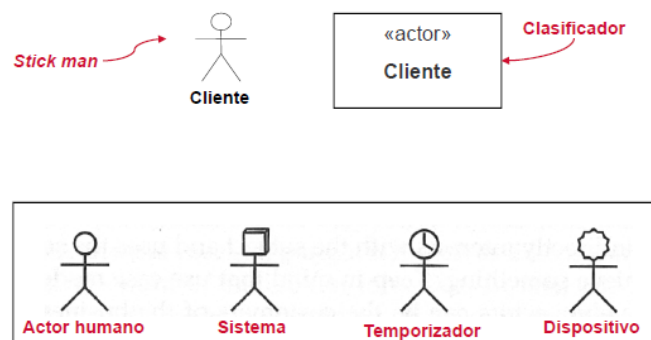 «actor»
Clasificador
Stick man
Cliente
Cliente
Actor humano
Sistema
Temporizador
Dispositivo